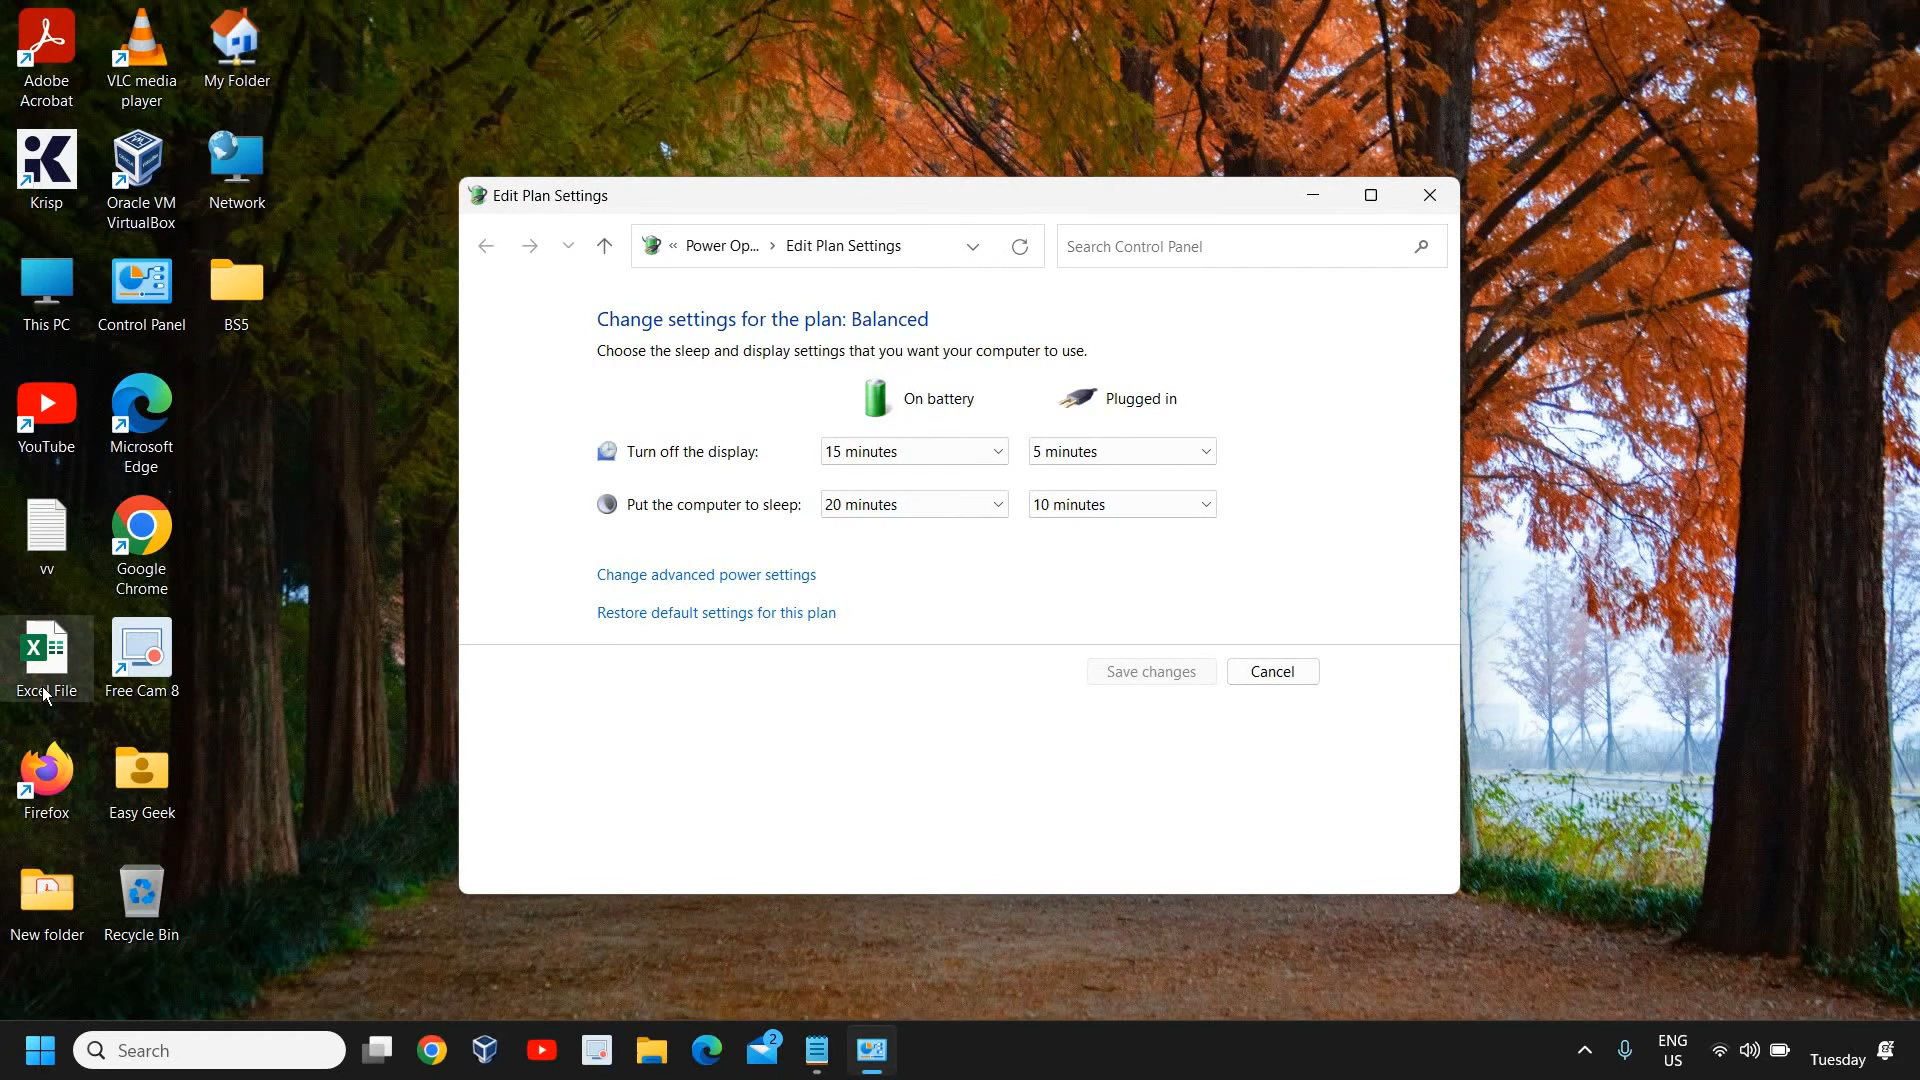 Adobe
Acrobat
VLC media
player
My Folder
Krisp
Oracle VM
VirtualBox
Network
This PC
Control Panel
BS5
YouTube
Microsoft
Edge
vv
Google
Chrome
Excel File
Free Cam 8
Firefox
Easy Geek
New folder
Recycle Bin
Edit Plan Settings
« Power Op... › Edit Plan Settings
Search Control Panel
Change settings for the plan: Balanced
Choose the sleep and display settings that you want your computer to use.
On battery Plugged in
Turn off the display: 15 minutes 5 minutes
Put the computer to sleep: 20 minutes 10 minutes
Change advanced power settings
Restore default settings for this plan
Save changes Cancel
Search
2
ENG
US
Tuesday